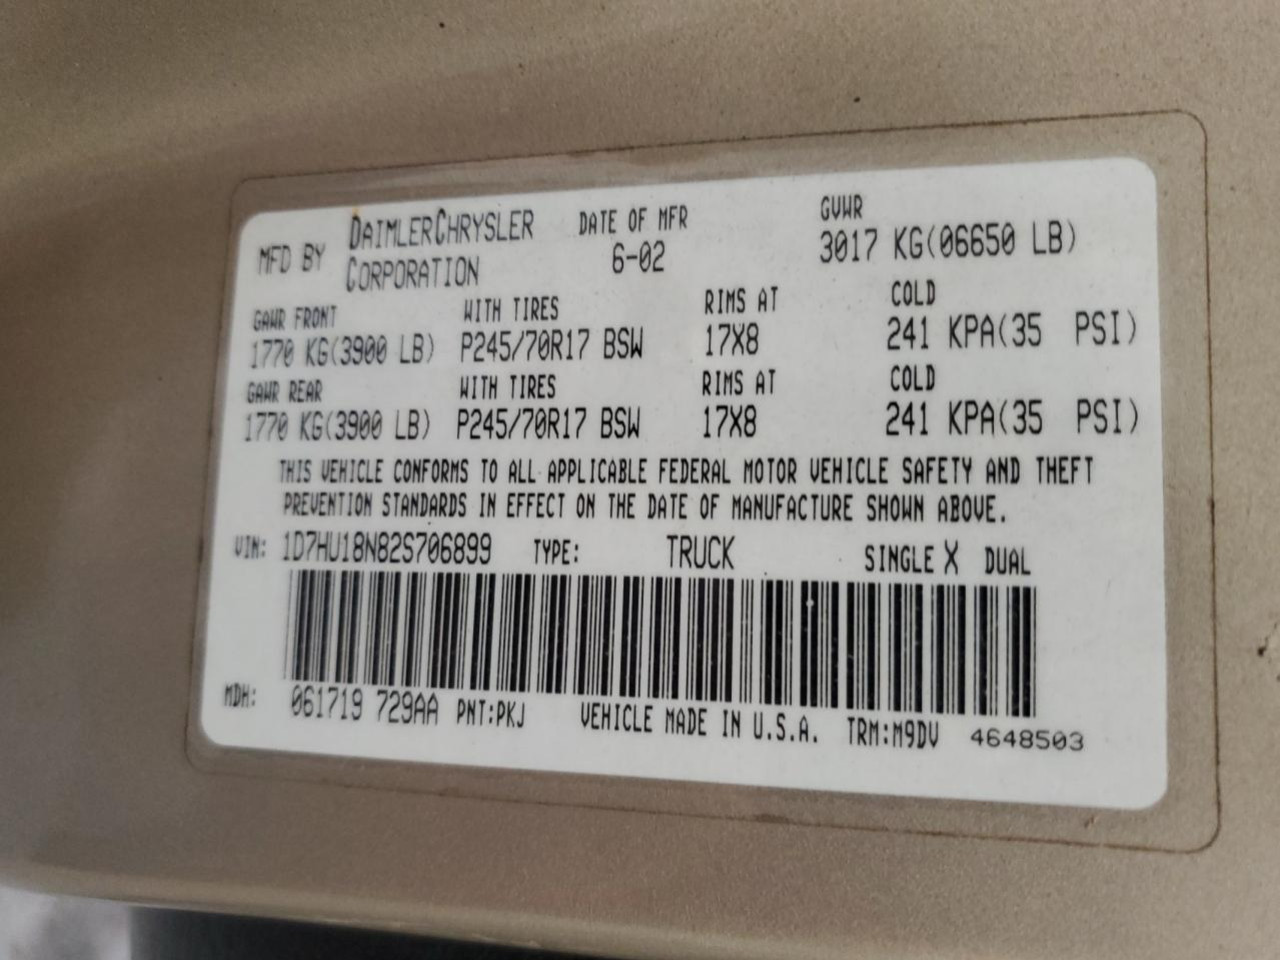 MFD BY DAIMLERCHRYSLER CORPORATION DATE OF MFR 6-02 GVWR 3017 KG(06650 LB)
GAWR FRONT WITH TIRES RIMS AT COLD
1770 KG(3900 LB) P245/70R17 BSW 17X8 241 KPA(35 PSI)
GAWR REAR WITH TIRES RIMS AT COLD
1770 KG(3900 LB) P245/70R17 BSW 17X8 241 KPA(35 PSI)
THIS VEHICLE CONFORMS TO ALL APPLICABLE FEDERAL MOTOR VEHICLE SAFETY AND THEFT
PREVENTION STANDARDS IN EFFECT ON THE DATE OF MANUFACTURE SHOWN ABOVE.
VIN: 1D7HU18N82S706899 TYPE: TRUCK SINGLE X DUAL
MDH: 061719 729AA PNT:PKJ VEHICLE MADE IN U.S.A. TRM:M9DV 4648503